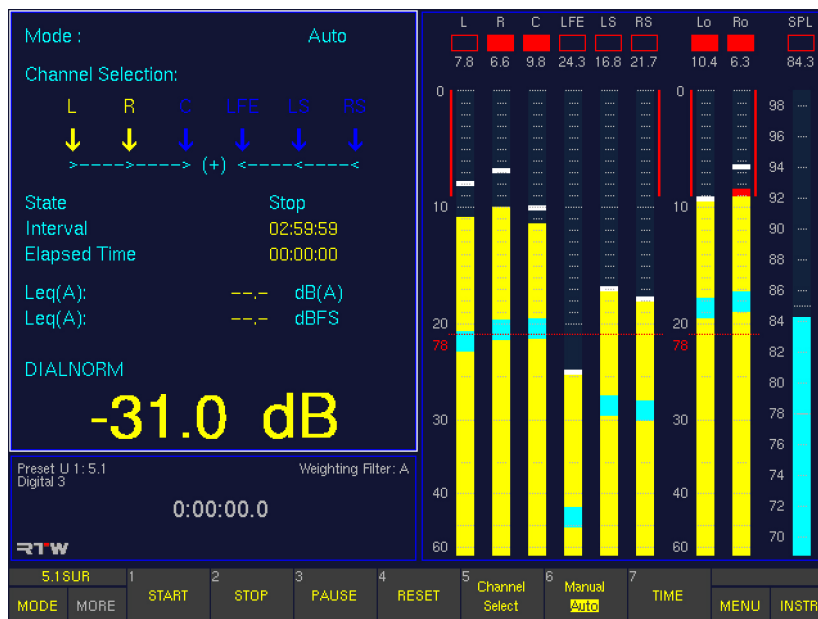 Mode : Auto
Channel Selection:
L R C LFE LS RS
>---->----> (+) <----<----<
State Stop
Interval 02:59:59
Elapsed Time 00:00:00
Leq(A): --.- dB(A)
Leq(A): --.- dBFS
DIALNORM
-31.0 dB
Preset U 1: 5.1 Weighting Filter: A
Digital 3
0:00:00.0
RTW
L R C LFE LS RS Lo Ro SPL
7.8 6.6 9.8 24.3 16.8 21.7 10.4 6.3 84.3
0 0
98
96
94
92
10 10
90
88
86
84
20 20
78 78
82
80
78
30 30
76
74
40 40
72
70
60 60
5.1SUR 1 2 3 4 5 6 7
MODE MORE START STOP PAUSE RESET Channel Select Manual Auto TIME MENU INSTR